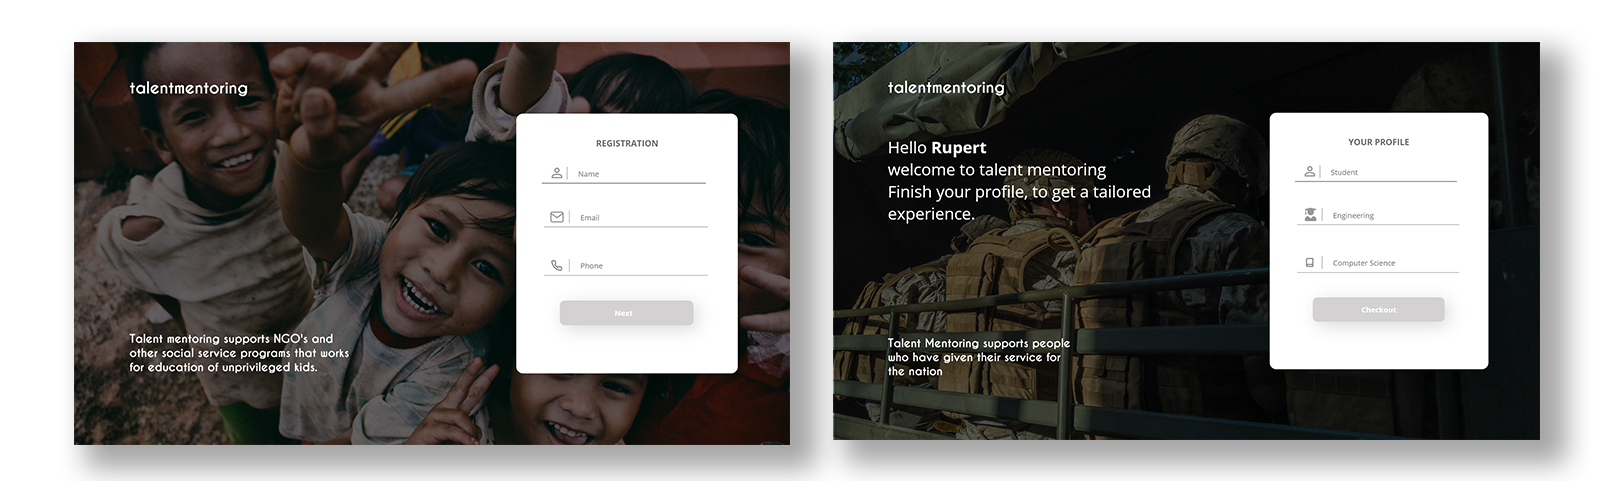 talentmentoring
REGISTRATION
Name
Email
Phone
Next
Talent mentoring supports NGO's and
other social service programs that works
for education of unprivileged kids.
talentmentoring
Hello Rupert
welcome to talent mentoring
Finish your profile, to get a tailored
experience.
YOUR PROFILE
Student
Engineering
Computer Science
Checkout
Talent Mentoring supports people
who have given their service for
the nation